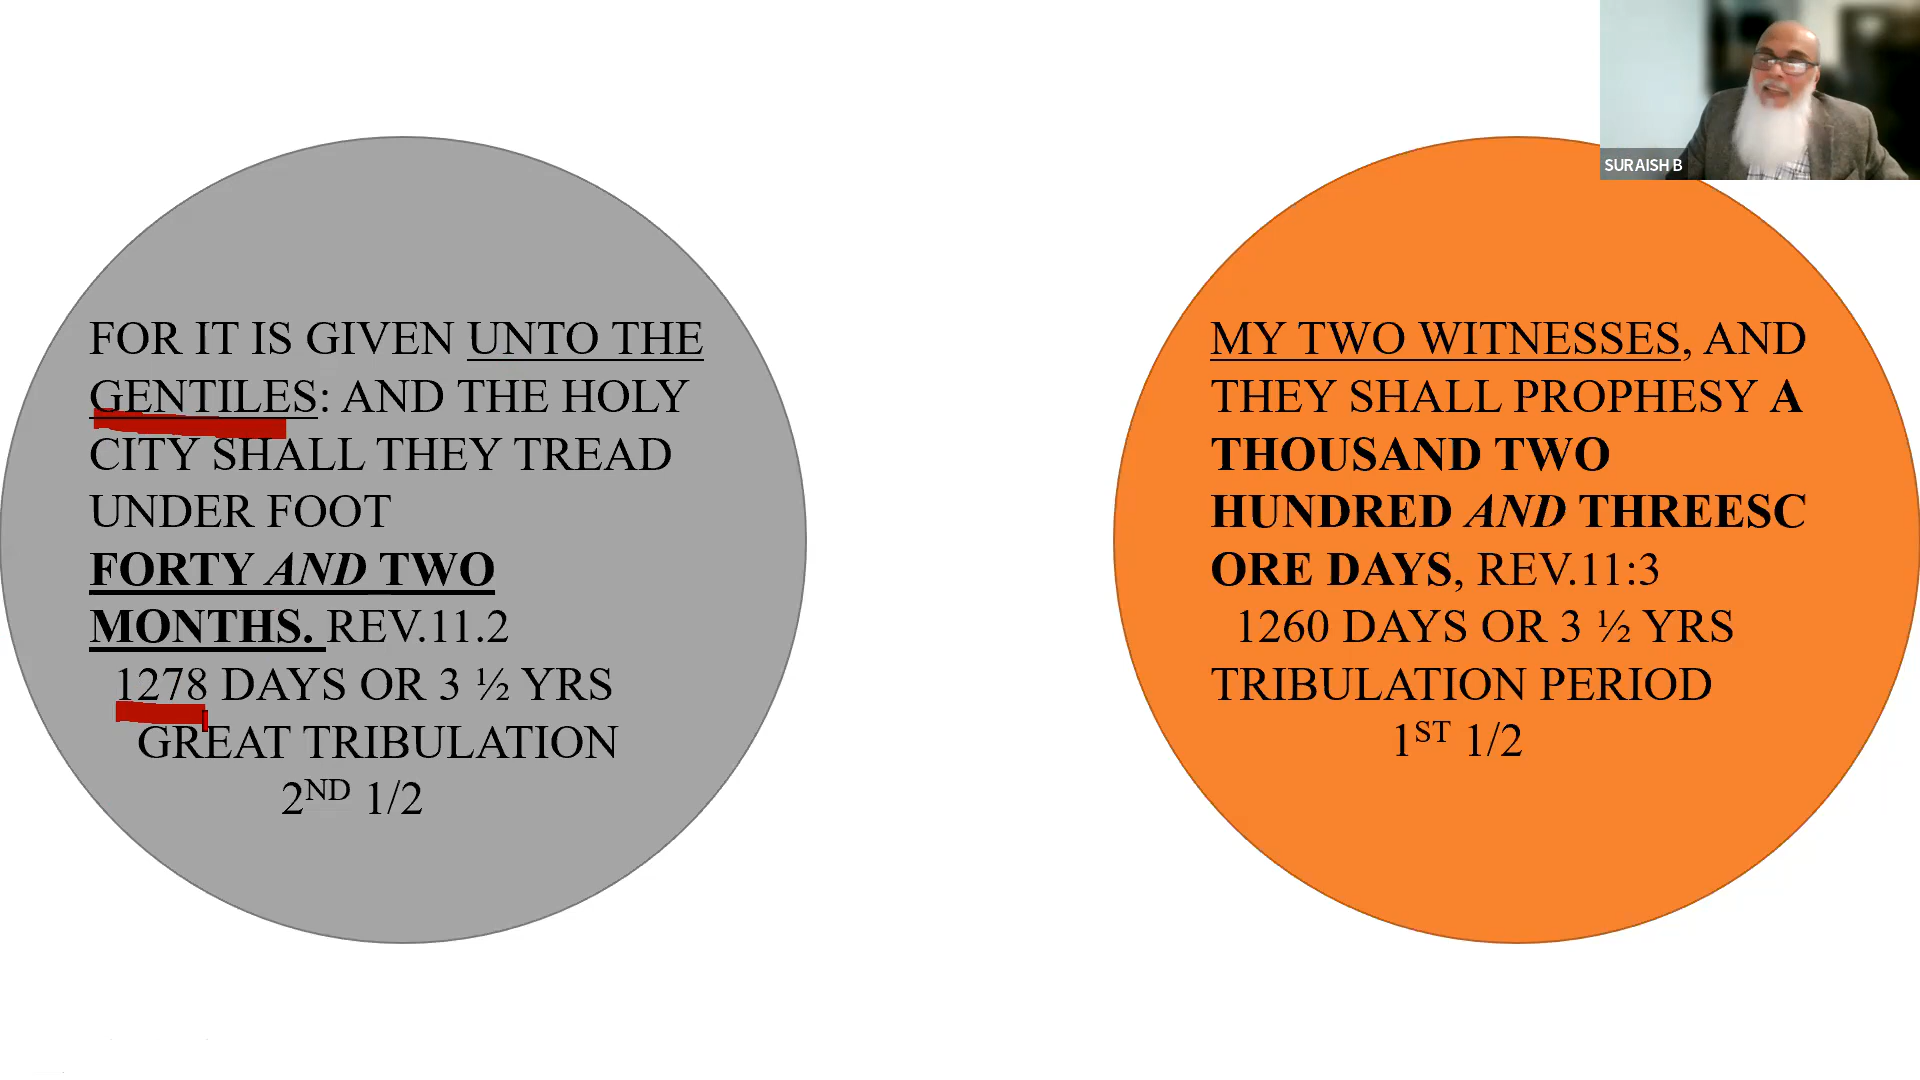 FOR IT IS GIVEN UNTO THE
GENTILES: AND THE HOLY
CITY SHALL THEY TREAD
UNDER FOOT
FORTY AND TWO
MONTHS. REV.11.2
1278 DAYS OR 3 ½ YRS
GREAT TRIBULATION
2ND 1/2
MY TWO WITNESSES, AND
THEY SHALL PROPHESY A
THOUSAND TWO
HUNDRED AND THREESC
ORE DAYS, REV.11:3
1260 DAYS OR 3 ½ YRS
TRIBULATION PERIOD
1ST 1/2
SURAISH B